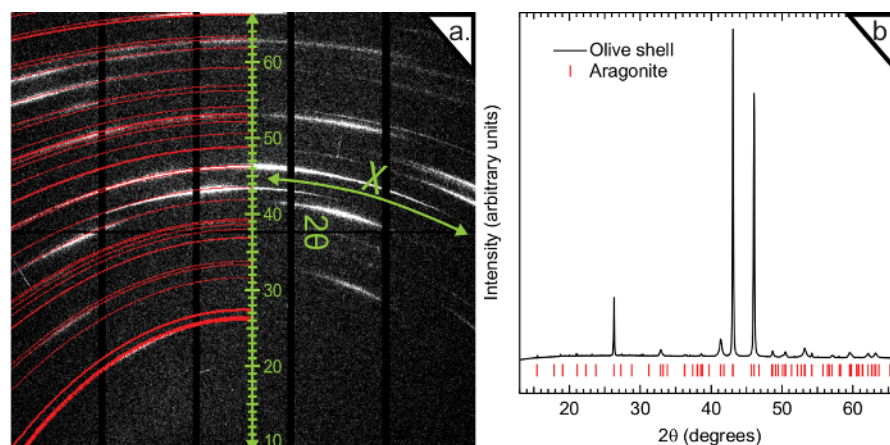 a.
60
50
χ
40
2θ
30
20
10
b
Olive shell
Aragonite
Intensity (arbitrary units)
20
30
40
50
60
2θ (degrees)